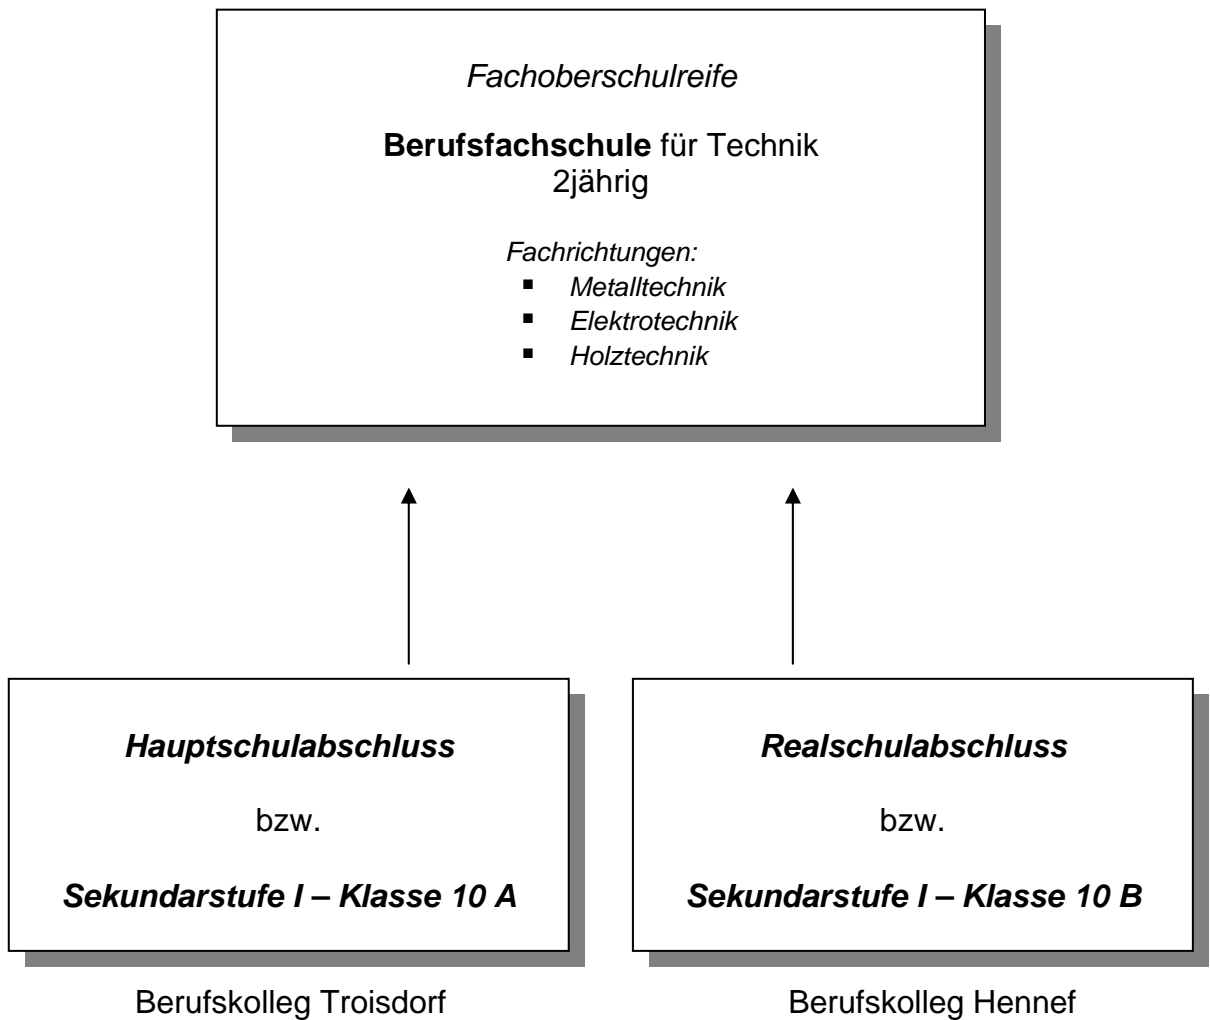 Fachoberschulreife
Berufsfachschule für Technik
2jährig
Fachrichtungen:
▪ Metalltechnik
▪ Elektrotechnik
▪ Holztechnik
Hauptschulabschluss
bzw.
Sekundarstufe I – Klasse 10 A
Realschulabschluss
bzw.
Sekundarstufe I – Klasse 10 B
Berufskolleg Troisdorf
Berufskolleg Hennef